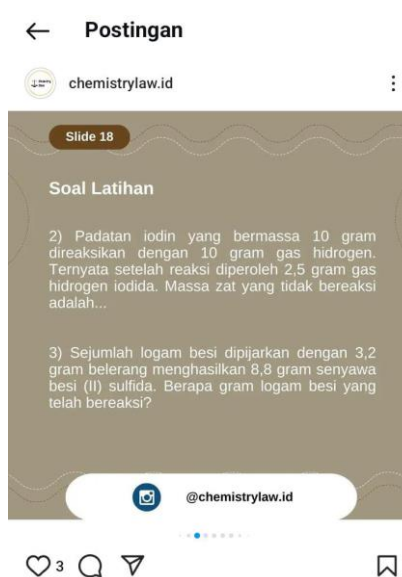 Postingan
chemistrylaw.id
Slide 18
Soal Latihan
2) Padatan iodin yang bermassa 10 gram
direaksikan dengan 10 gram gas hidrogen.
Ternyata setelah reaksi diperoleh 2,5 gram gas
hidrogen iodida. Massa zat yang tidak bereaksi
adalah...
3) Sejumlah logam besi dipijarkan dengan 3,2
gram belerang menghasilkan 8,8 gram senyawa
besi (II) sulfida. Berapa gram logam besi yang
telah bereaksi?
@chemistrylaw.id
3